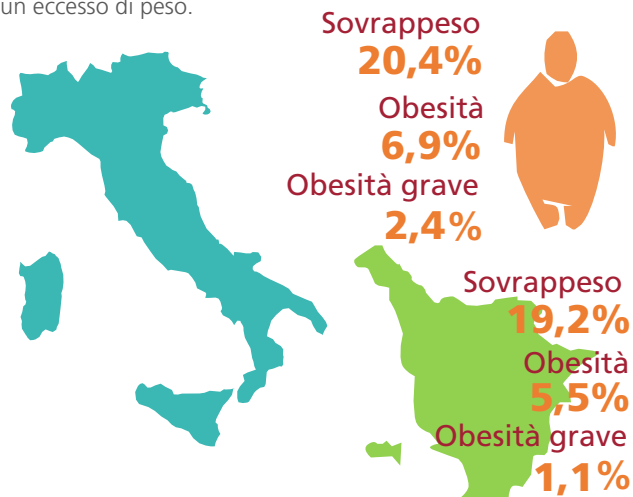 un eccesso di peso.
Sovrappeso
20,4%
Obesità
6,9%
Obesità grave
2,4%
Sovrappeso
19,2%
Obesità
5,5%
Obesità grave
1,1%